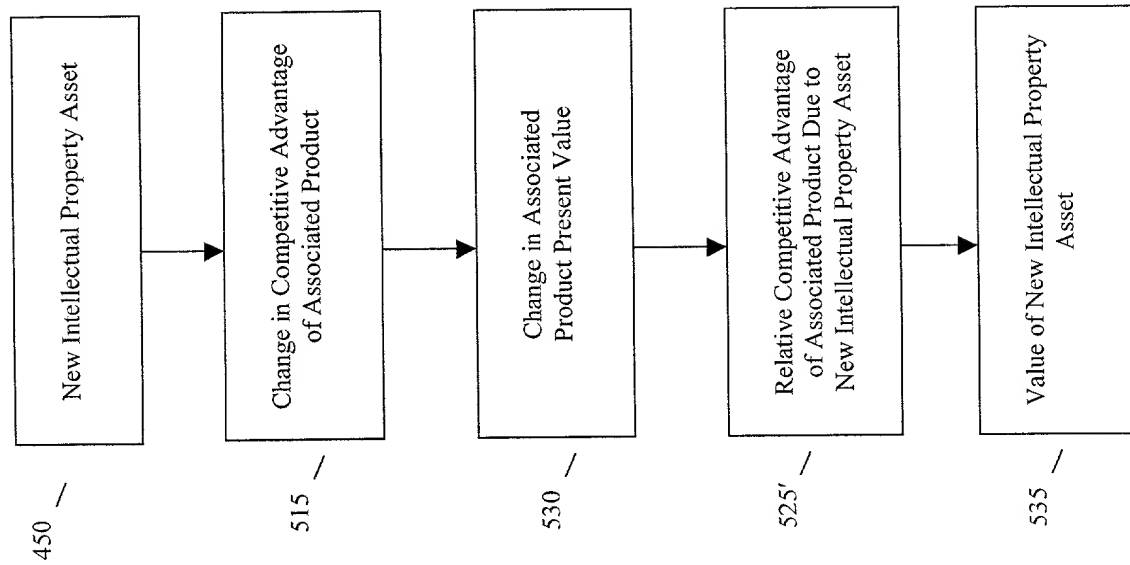 450
New Intellectual Property Asset
515
Change in Competitive Advantage
of Associated Product
530
Change in Associated
Product Present Value
525'
Relative Competitive Advantage
of Associated Product Due to
New Intellectual Property Asset
535
Value of New Intellectual Property
Asset